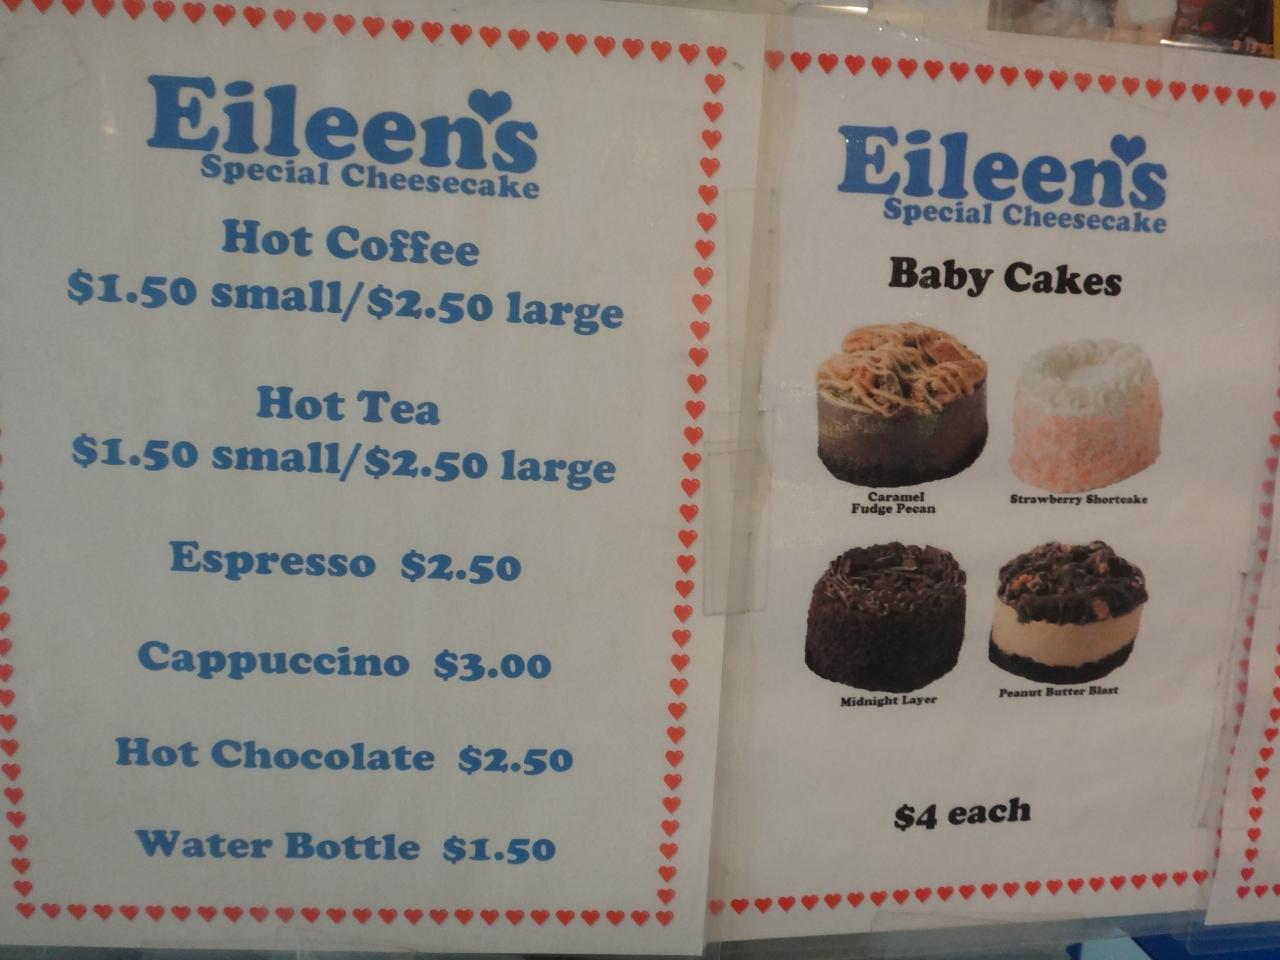 Eileen's
Special Cheesecake
Hot Coffee
$1.50 small/$2.50 large
Hot Tea
$1.50 small/$2.50 large
Espresso $2.50
Cappuccino $3.00
Hot Chocolate $2.50
Water Bottle $1.50
Eileen's
Special Cheesecake
Baby Cakes
Caramel
Fudge Pecan
Strawberry Shortcake
Midnight Layer
Peanut Butter Blast
$4 each